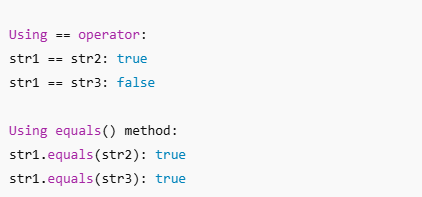 Using == operator:
str1 == str2: true
str1 == str3: false
Using equals() method:
str1.equals(str2): true
str1.equals(str3): true